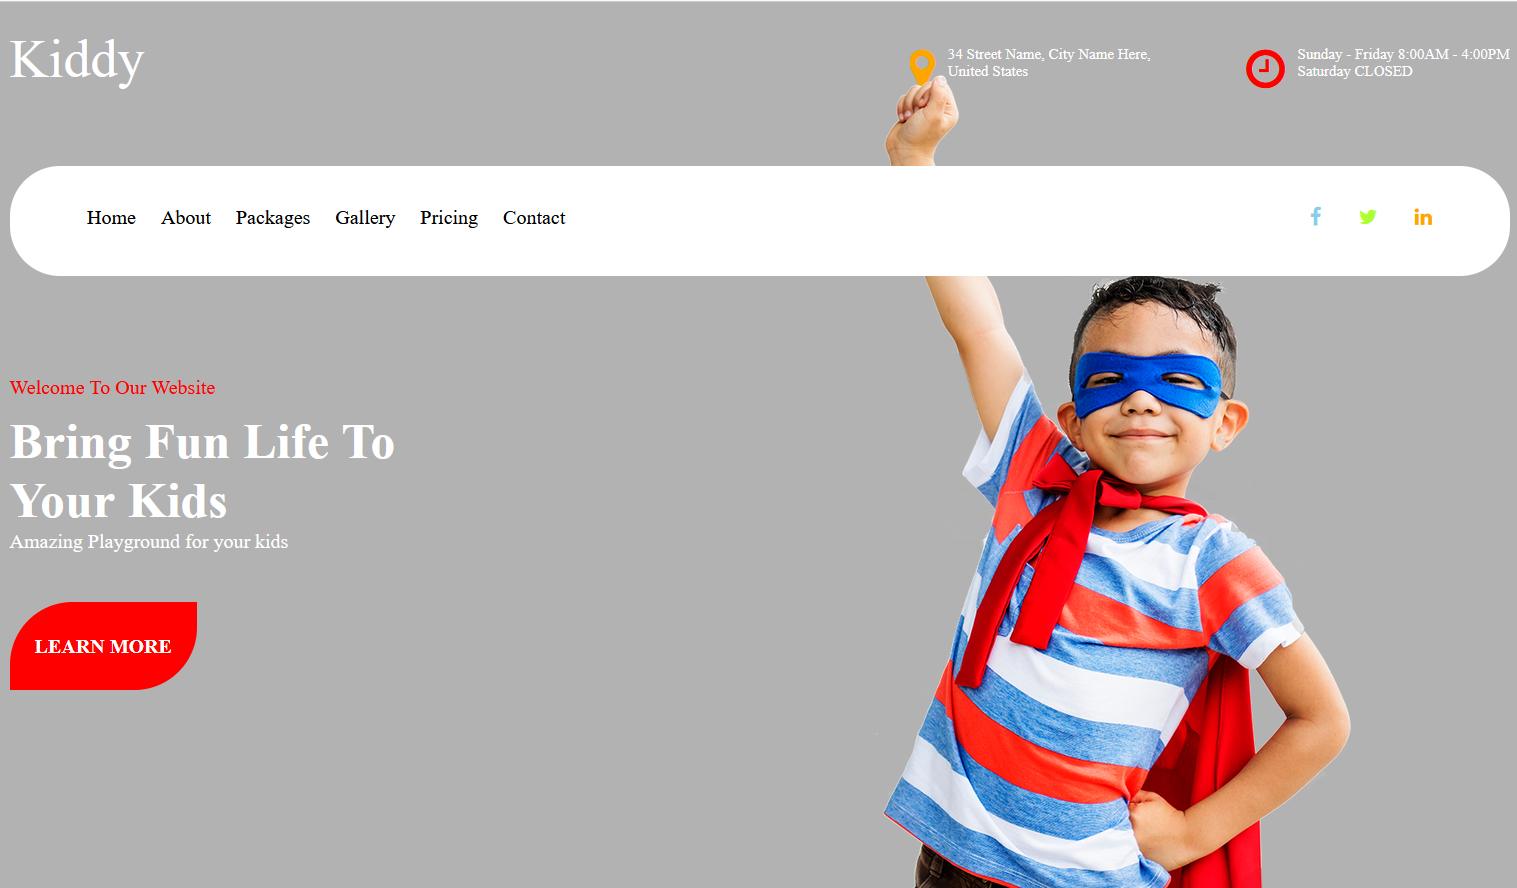 Kiddy
34 Street Name, City Name Here,
United States
Sunday - Friday 8:00AM - 4:00PM
Saturday CLOSED
Home About Packages Gallery Pricing Contact
Welcome To Our Website
Bring Fun Life To
Your Kids
Amazing Playground for your kids
LEARN MORE